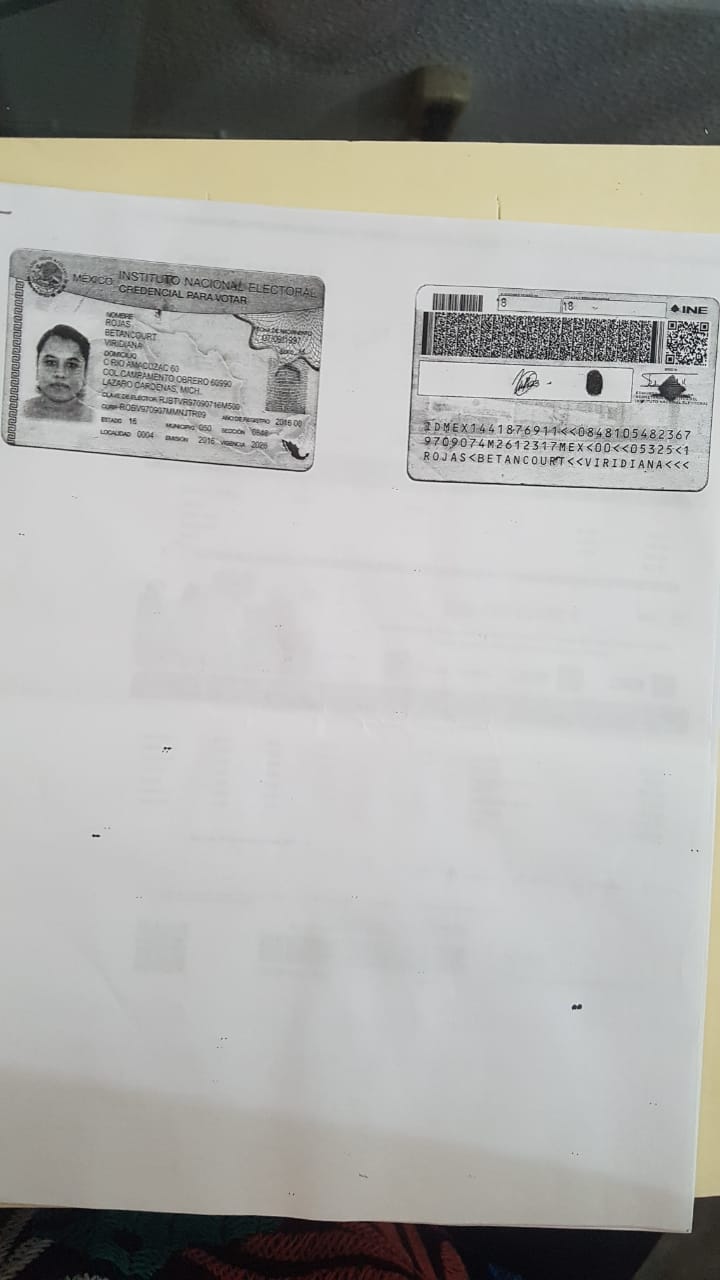 MÉXICO INSTITUTO NACIONAL ELECTORAL
CREDENCIAL PARA VOTAR
NOMBRE
ROJAS
BETANCOURT
VIRIDIANA
DOMICILIO
C RIO AMACUZAC 60
COL CAMPAMENTO OBRERO 60990
LAZARO CARDENAS, MICH.
CLAVE DE ELECTOR RJBTVR97090716M500
CURP ROBV970907MMNJTR09 AÑO DE REGISTRO 2016 00
ESTADO 16 MUNICIPIO 050 SECCIÓN 0848
LOCALIDAD 0004 EMISIÓN 2016 VIGENCIA 2026
FECHA DE NACIMIENTO
07/09/1997
SEXO
18 18
INE
IDMEX1441876911<<0848105482367
9709074M2612317MEX<00<<05325<1
ROJAS<BETANCOURT<<VIRIDIANA<<<